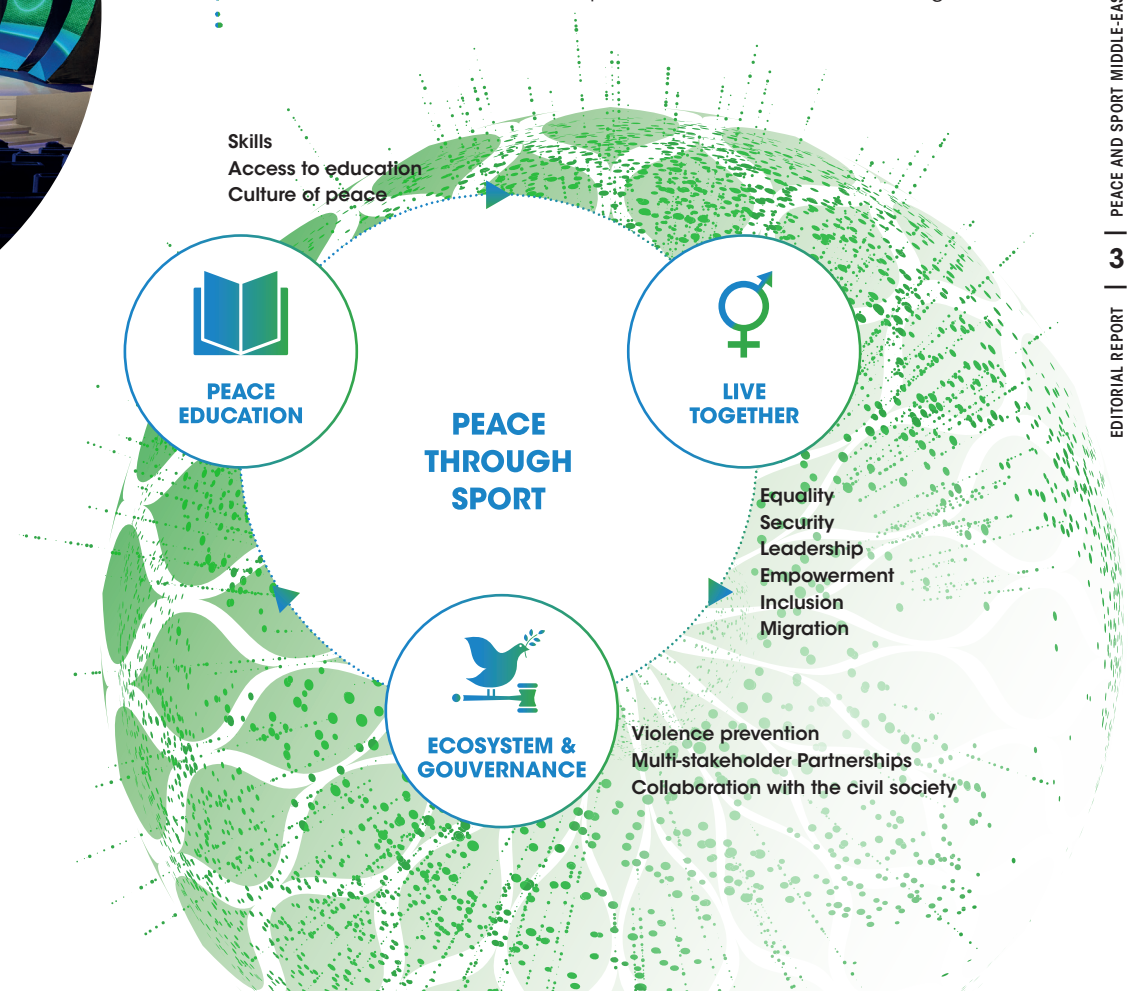 Skills
Access to education
Culture of peace
PEACE
EDUCATION
LIVE
TOGETHER
PEACE
THROUGH
SPORT
Equality
Security
Leadership
Empowerment
Inclusion
Migration
ECOSYSTEM &
GOUVERNANCE
Violence prevention
Multi-stakeholder Partnerships
Collaboration with the civil society
EDITORIAL REPORT | 3 | PEACE AND SPORT MIDDLE-EAS